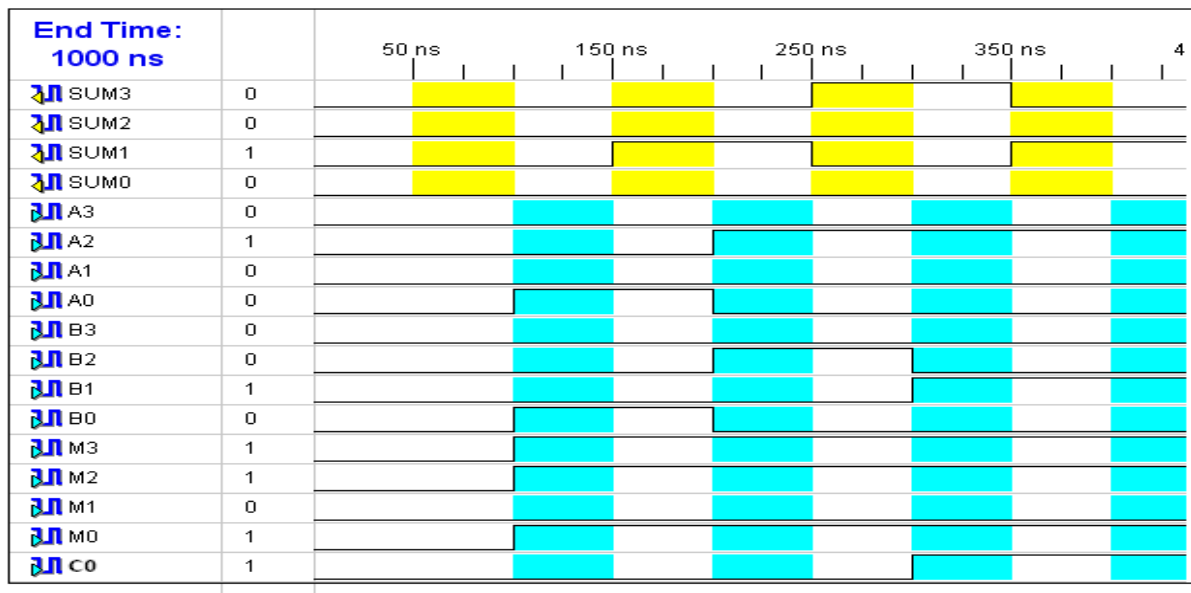 End Time:
1000 ns
50 ns 150 ns 250 ns 350 ns 4
SUM3 0
SUM2 0
SUM1 1
SUM0 0
A3 0
A2 1
A1 0
A0 0
B3 0
B2 0
B1 1
B0 0
M3 1
M2 1
M1 0
M0 1
C0 1